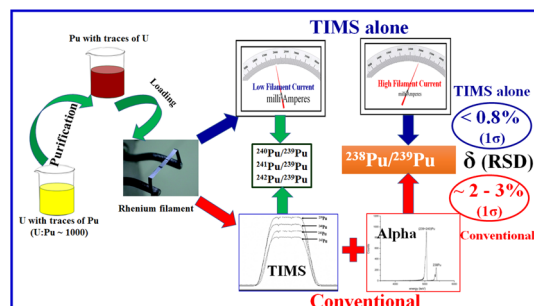 TIMS alone
Pu with traces of U
Loading
Purification
U with traces of Pu
(U:Pu ~ 1000)
Rhenium filament
Low Filament Current
milliAmperes
High Filament Current
milliAmperes
²⁴⁰Pu/²³⁹Pu
²⁴¹Pu/²³⁹Pu
²⁴²Pu/²³⁹Pu
²³⁸Pu/²³⁹Pu
TIMS alone
< 0.8%
(1σ)
δ (RSD)
~ 2 - 3%
(1σ)
Conventional
TIMS
+
Alpha
Conventional